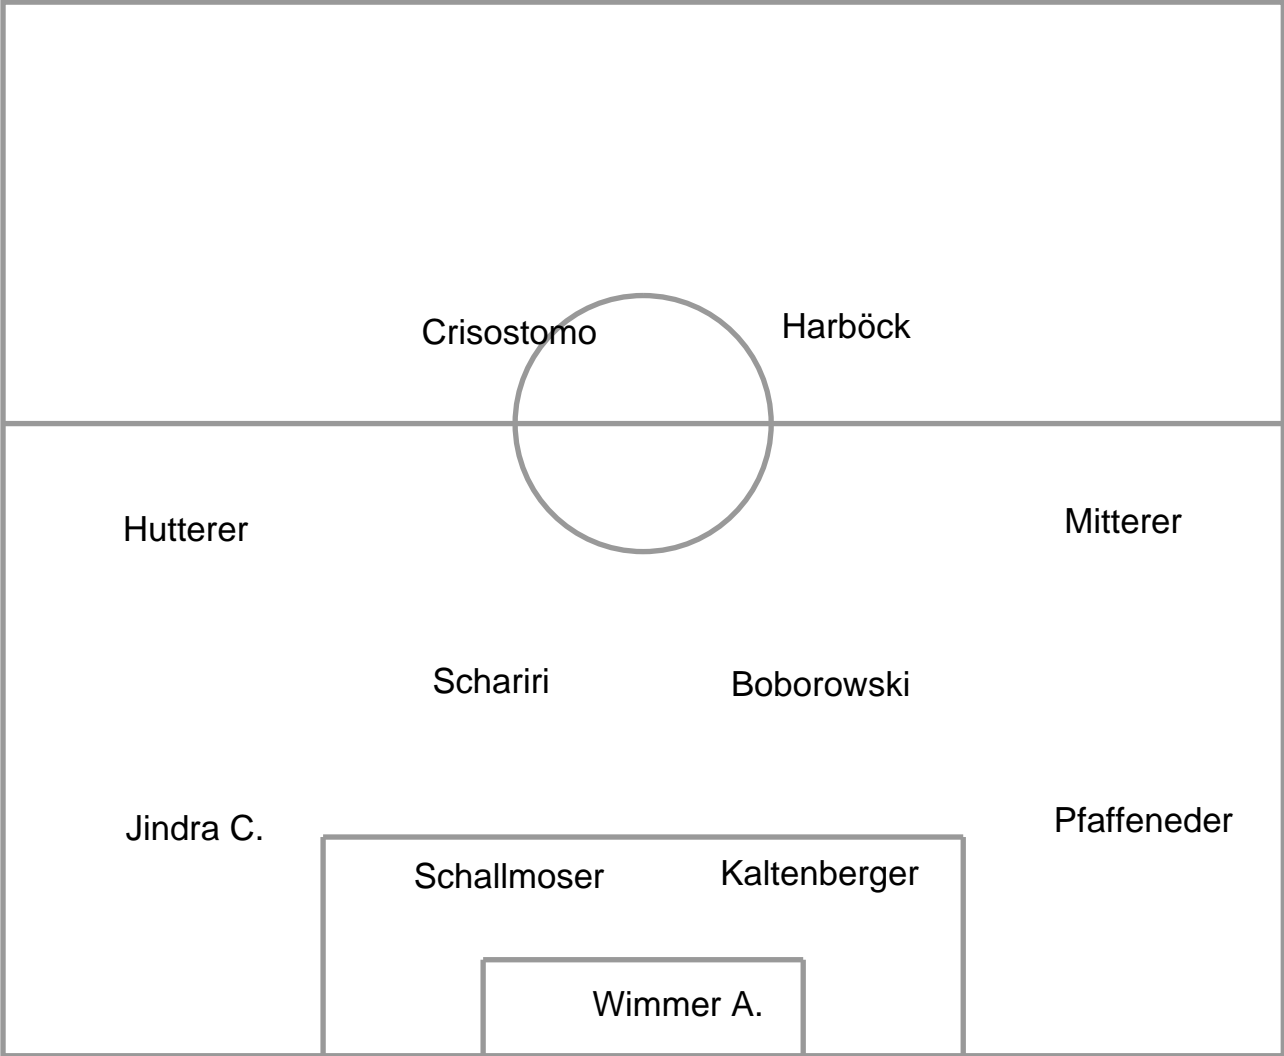 Crisostomo
Harböck
Hutterer
Mitterer
Schariri
Boborowski
Jindra C.
Pfaffeneder
Schallmoser
Kaltenberger
Wimmer A.